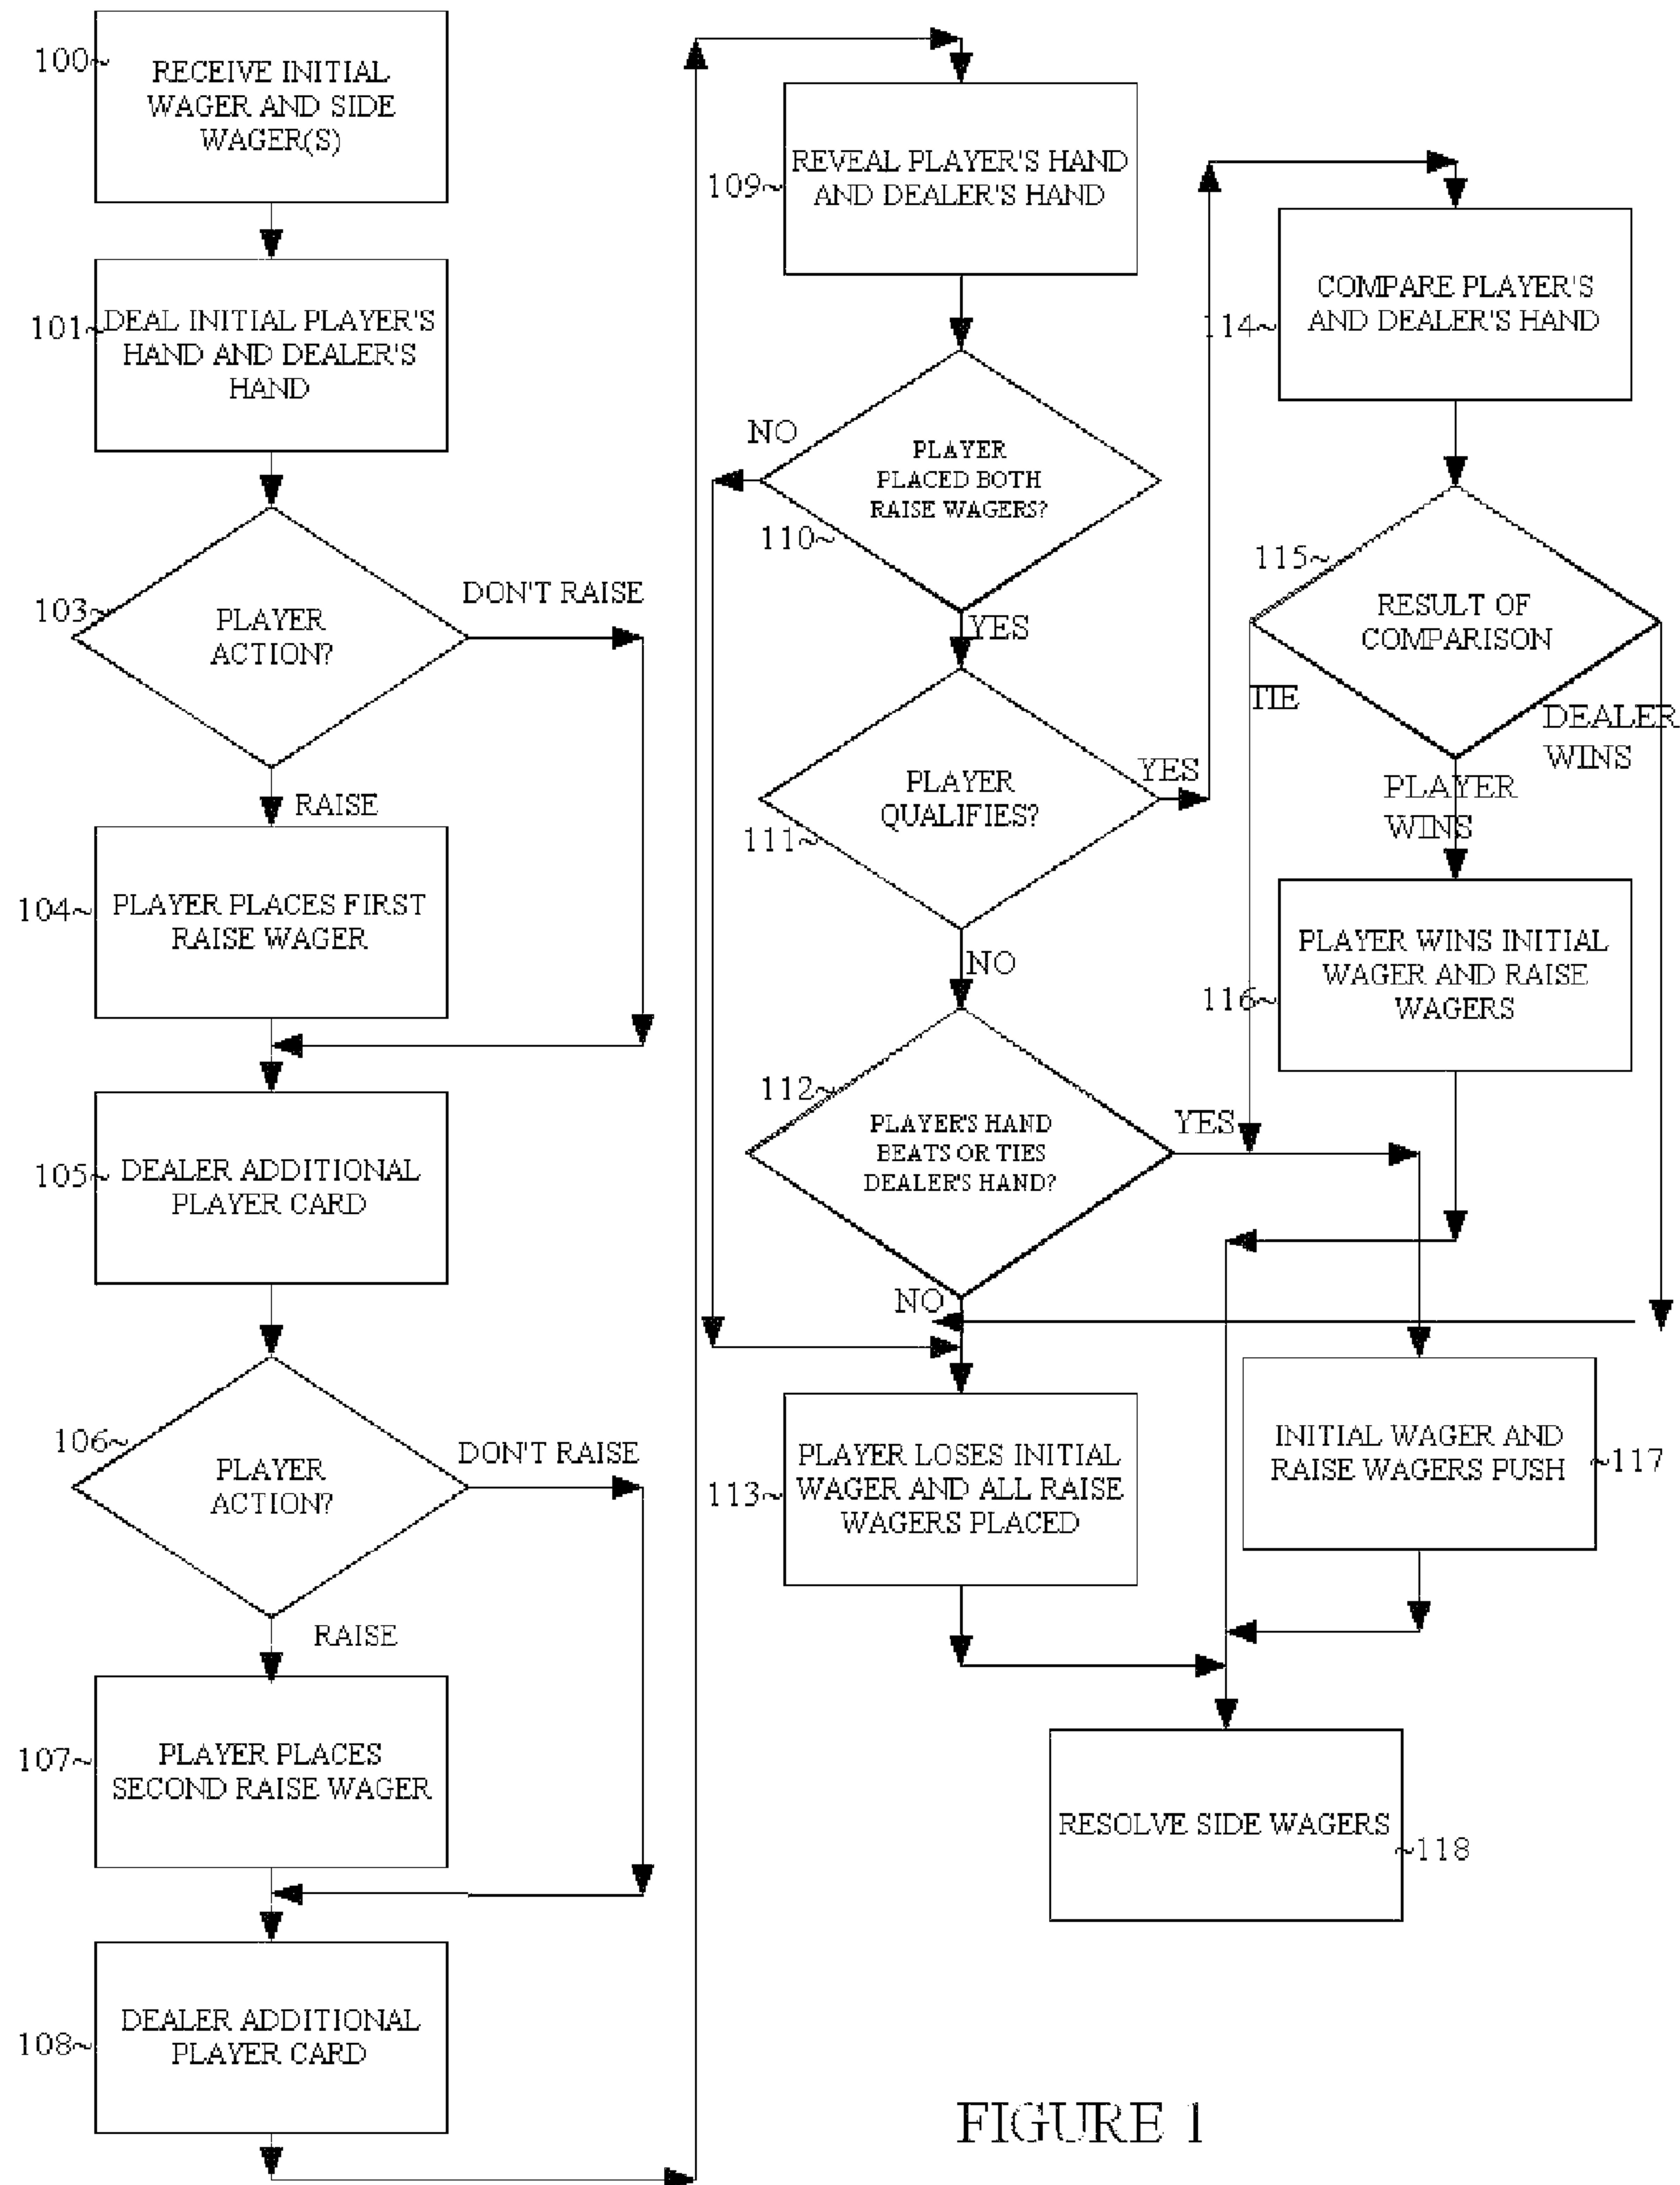 100~
RECEIVE INITIAL
WAGER AND SIDE
WAGER(S)
101~
DEAL INITIAL PLAYER'S
HAND AND DEALER'S
HAND
103~
PLAYER
ACTION?
DON'T RAISE
RAISE
104~
PLAYER PLACES FIRST
RAISE WAGER
105~
DEALER ADDITIONAL
PLAYER CARD
106~
PLAYER
ACTION?
DON'T RAISE
RAISE
107~
PLAYER PLACES
SECOND RAISE WAGER
108~
DEALER ADDITIONAL
PLAYER CARD
109~
REVEAL PLAYER'S HAND
AND DEALER'S HAND
NO
PLAYER
PLACED BOTH
RAISE WAGERS?
110~
YES
PLAYER
QUALIFIES?
YES
111~
NO
112~
PLAYER'S HAND
BEATS OR TIES
DEALER'S HAND?
YES
NO
113~
PLAYER LOSES INITIAL
WAGER AND ALL RAISE
WAGERS PLACED
114~
COMPARE PLAYER'S
AND DEALER'S HAND
115~
RESULT OF
COMPARISON
TIE
DEALER
WINS
PLAYER
WINS
116~
PLAYER WINS INITIAL
WAGER AND RAISE
WAGERS
INITIAL WAGER AND
RAISE WAGERS PUSH
~117
RESOLVE SIDE WAGERS
~118
FIGURE 1